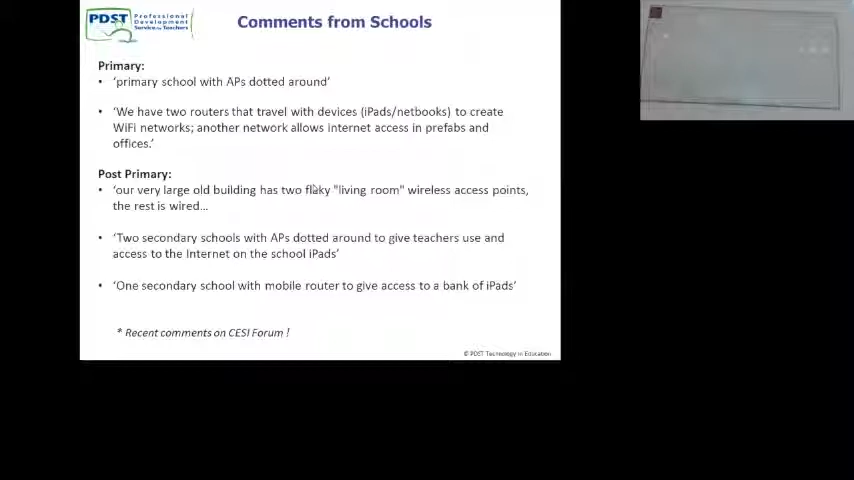 PDST Professional
Development
Service for Teachers
Comments from Schools
Primary:
• ‘primary school with APs dotted around’
• ‘We have two routers that travel with devices (iPads/netbooks) to create
WiFi networks; another network allows internet access in prefabs and
offices.’
Post Primary:
• ‘our very large old building has two flaky "living room" wireless access points,
the rest is wired…
• ‘Two secondary schools with APs dotted around to give teachers use and
access to the Internet on the school iPads’
• ‘One secondary school with mobile router to give access to a bank of iPads’
* Recent comments on CESI Forum !
© PDST Technology in Education